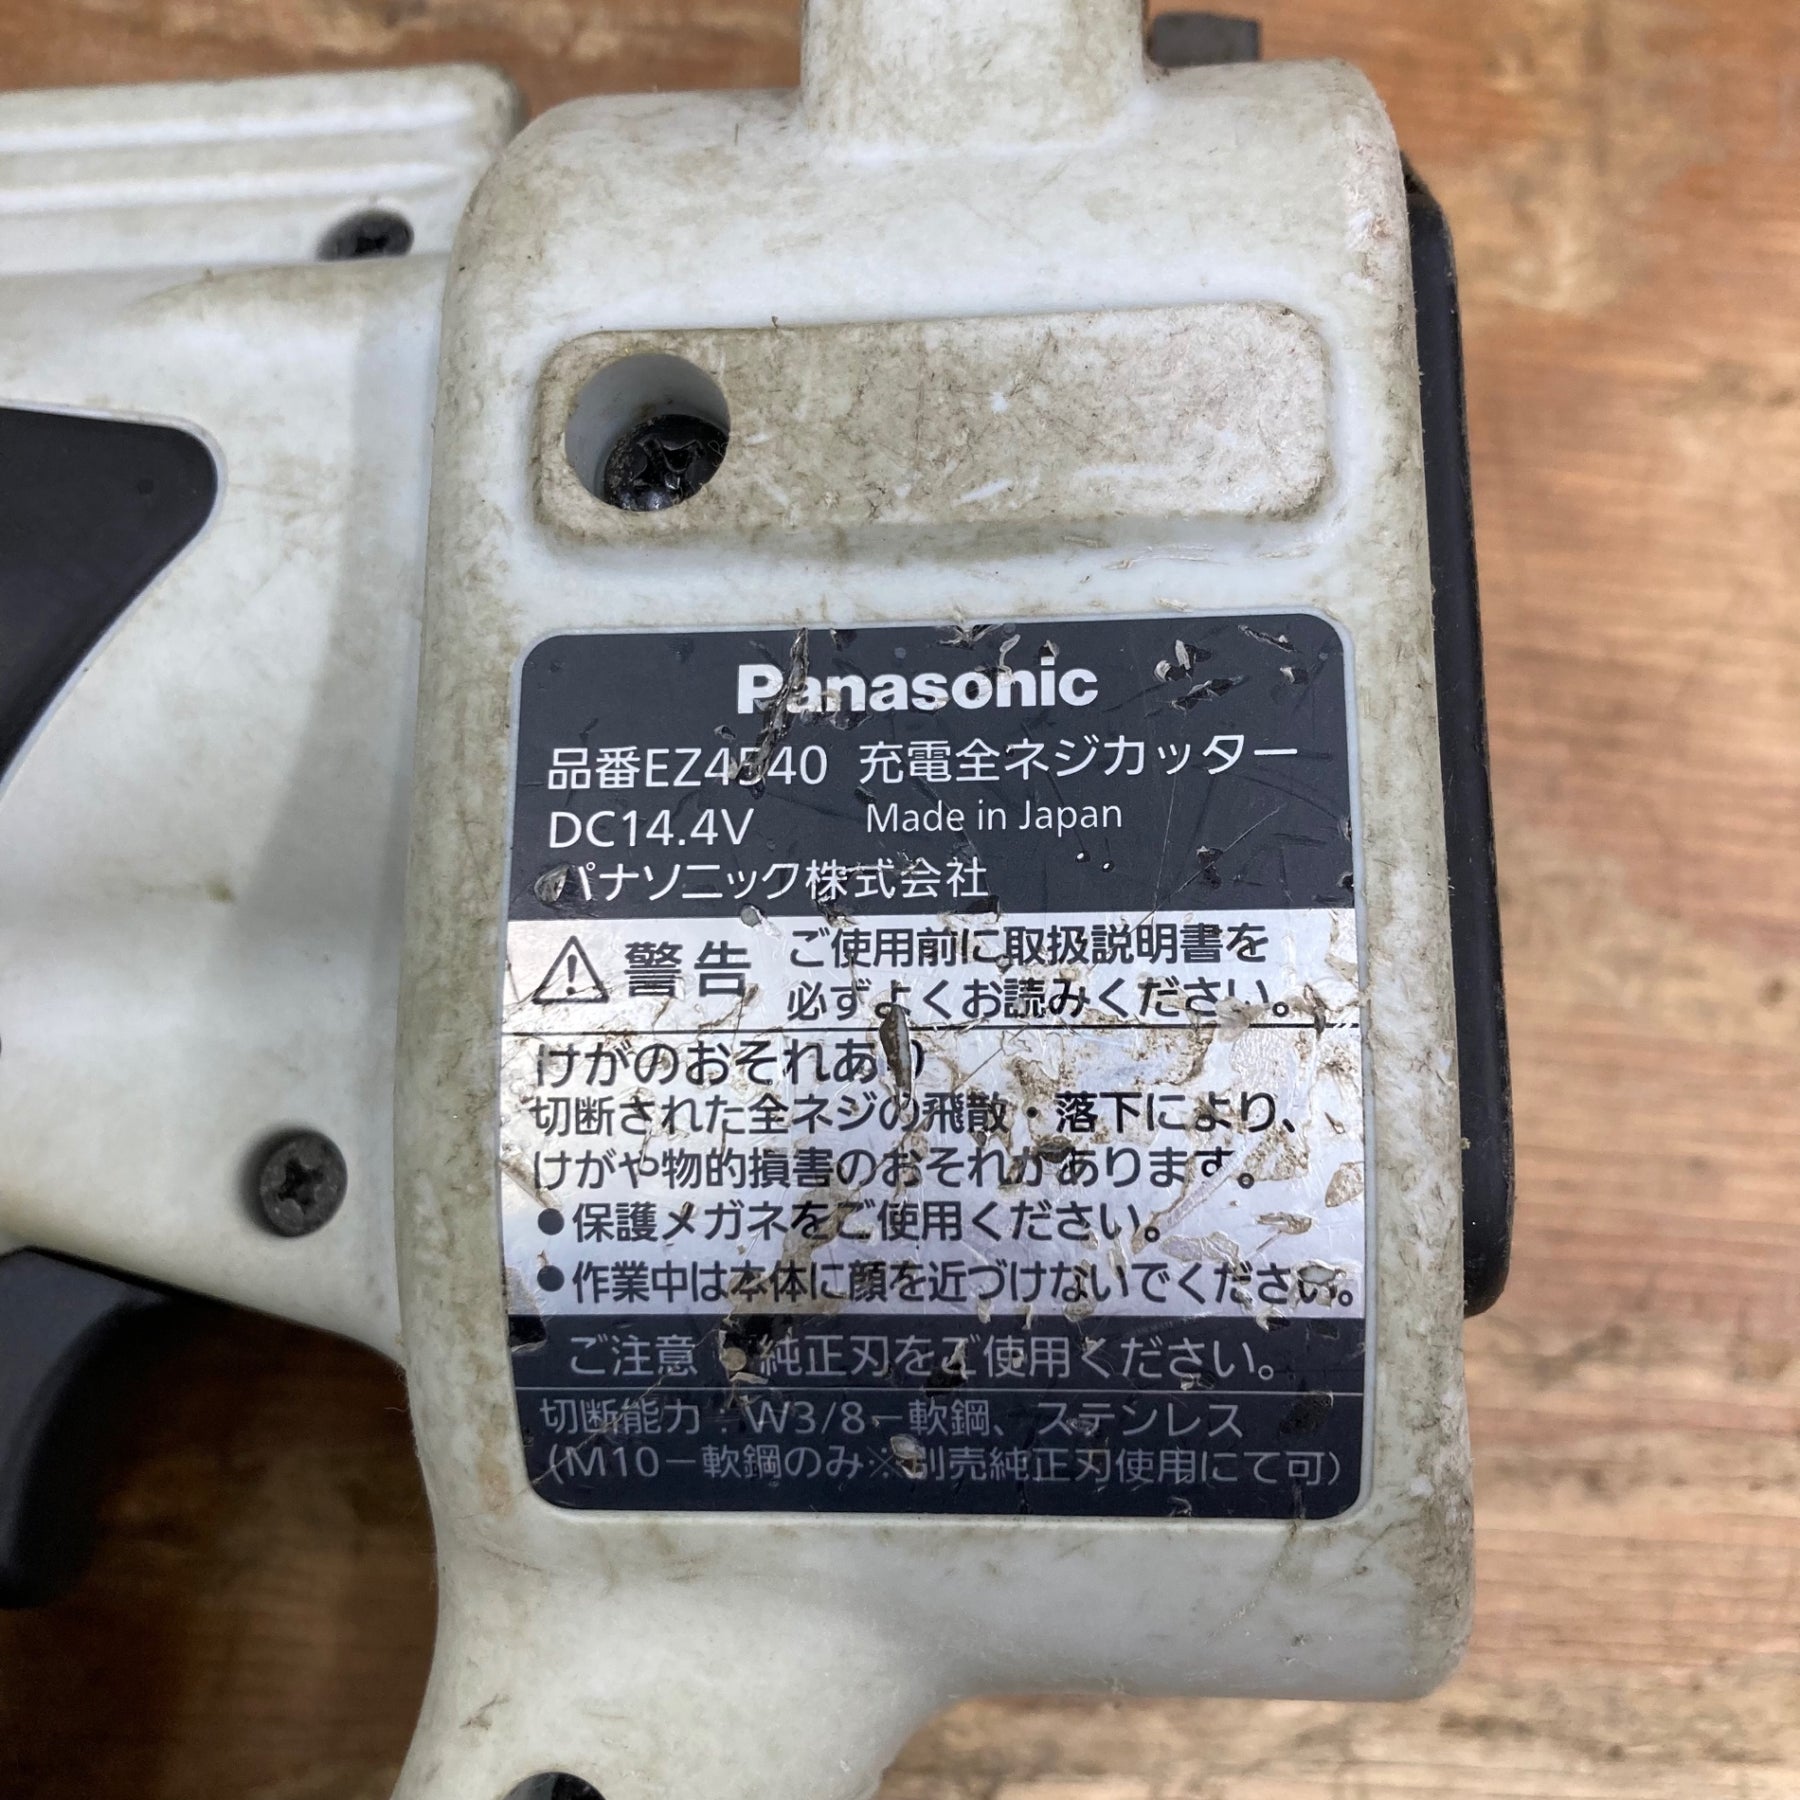 Panasonic
品番EZ4540 充電全ネジカッター
DC14.4V Made in Japan
パナソニック株式会社
警告 ご使用前に取扱説明書を
必ずよくお読みください。
けがのおそれあり
切断された全ネジの飛散・落下により、
けがや物的損害のおそれがあります。
●保護メガネをご使用ください。
●作業中は本体に顔を近づけないでください。
ご注意 ●純正刃をご使用ください。
切断能力：W3/8－軟鋼、ステンレス
(M10－軟鋼のみ※別売純正刃使用にて可)